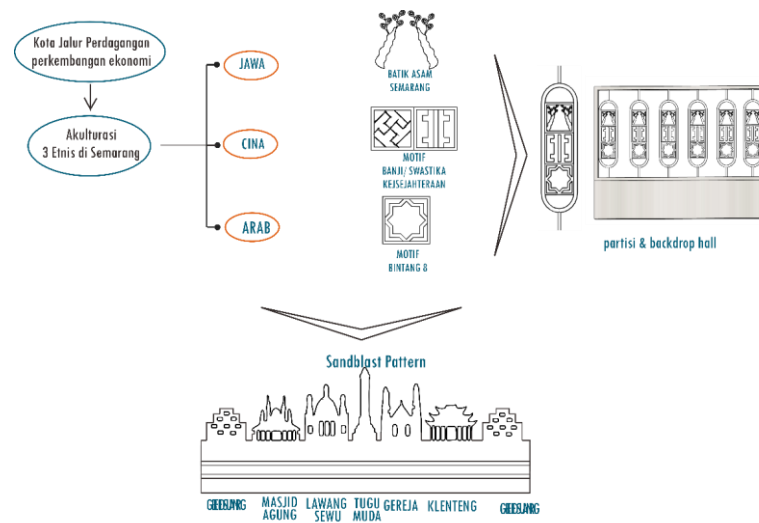 Kota Jalur Perdagangan
perkembangan ekonomi
Akulturasi
3 Etnis di Semarang
JAWA
CINA
ARAB
BATIK ASAM
SEMARANG
MOTIF
BANJI/ SWASTIKA
KEJSEJAHTERAAN
MOTIF
BINTANG 8
partisi & backdrop hall
Sandblast Pattern
MASJID
AGUNG
LAWANG
SEWU
TUGU
MUDA
GEREJA
KLENTENG